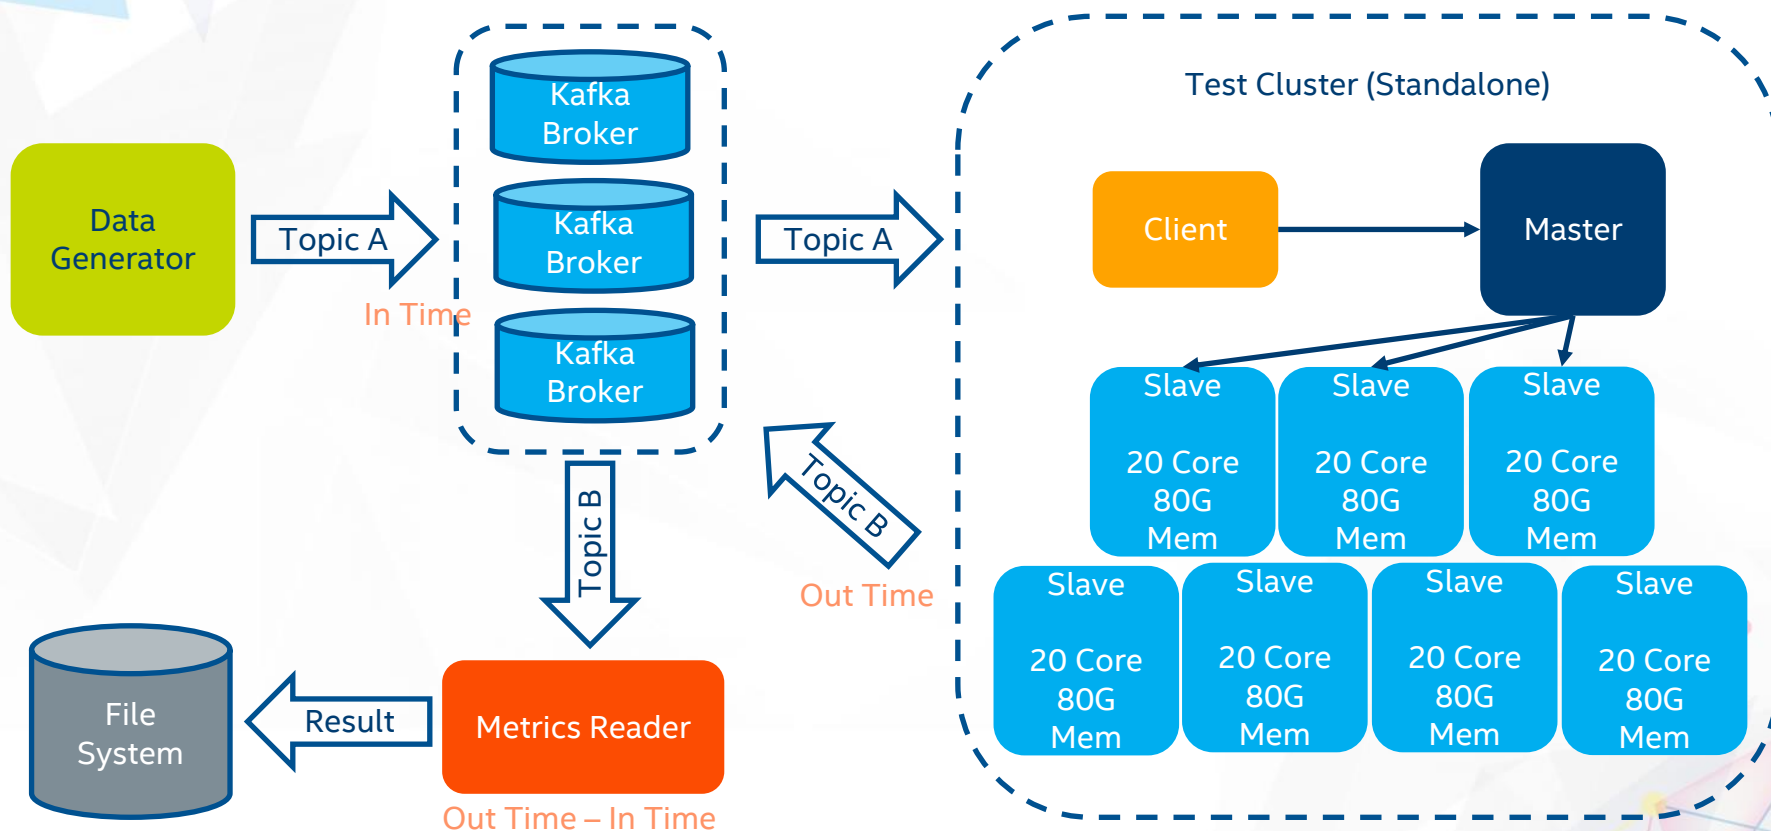 Kafka
Broker
Kafka
Broker
Kafka
Broker
Data
Generator
Topic A
In Time
Topic A
Test Cluster (Standalone)
Client
Master
Slave
20 Core
80G
Mem
Slave
20 Core
80G
Mem
Slave
20 Core
80G
Mem
Slave
20 Core
80G
Mem
Slave
20 Core
80G
Mem
Slave
20 Core
80G
Mem
Slave
20 Core
80G
Mem
Topic B
Out Time
Topic B
Metrics Reader
Out Time – In Time
Result
File
System